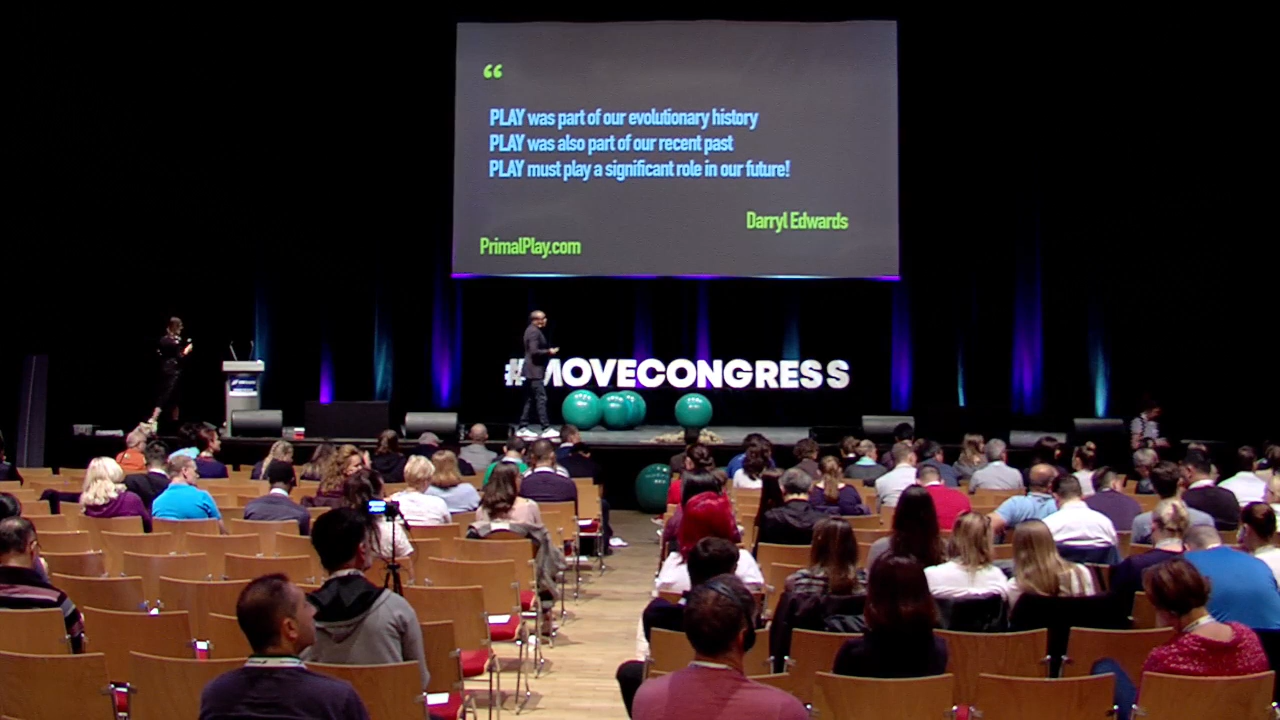 “
PLAY was part of our evolutionary history
PLAY was also part of our recent past
PLAY must play a significant role in our future!
Darryl Edwards
PrimalPlay.com
#MOVECONGRESS